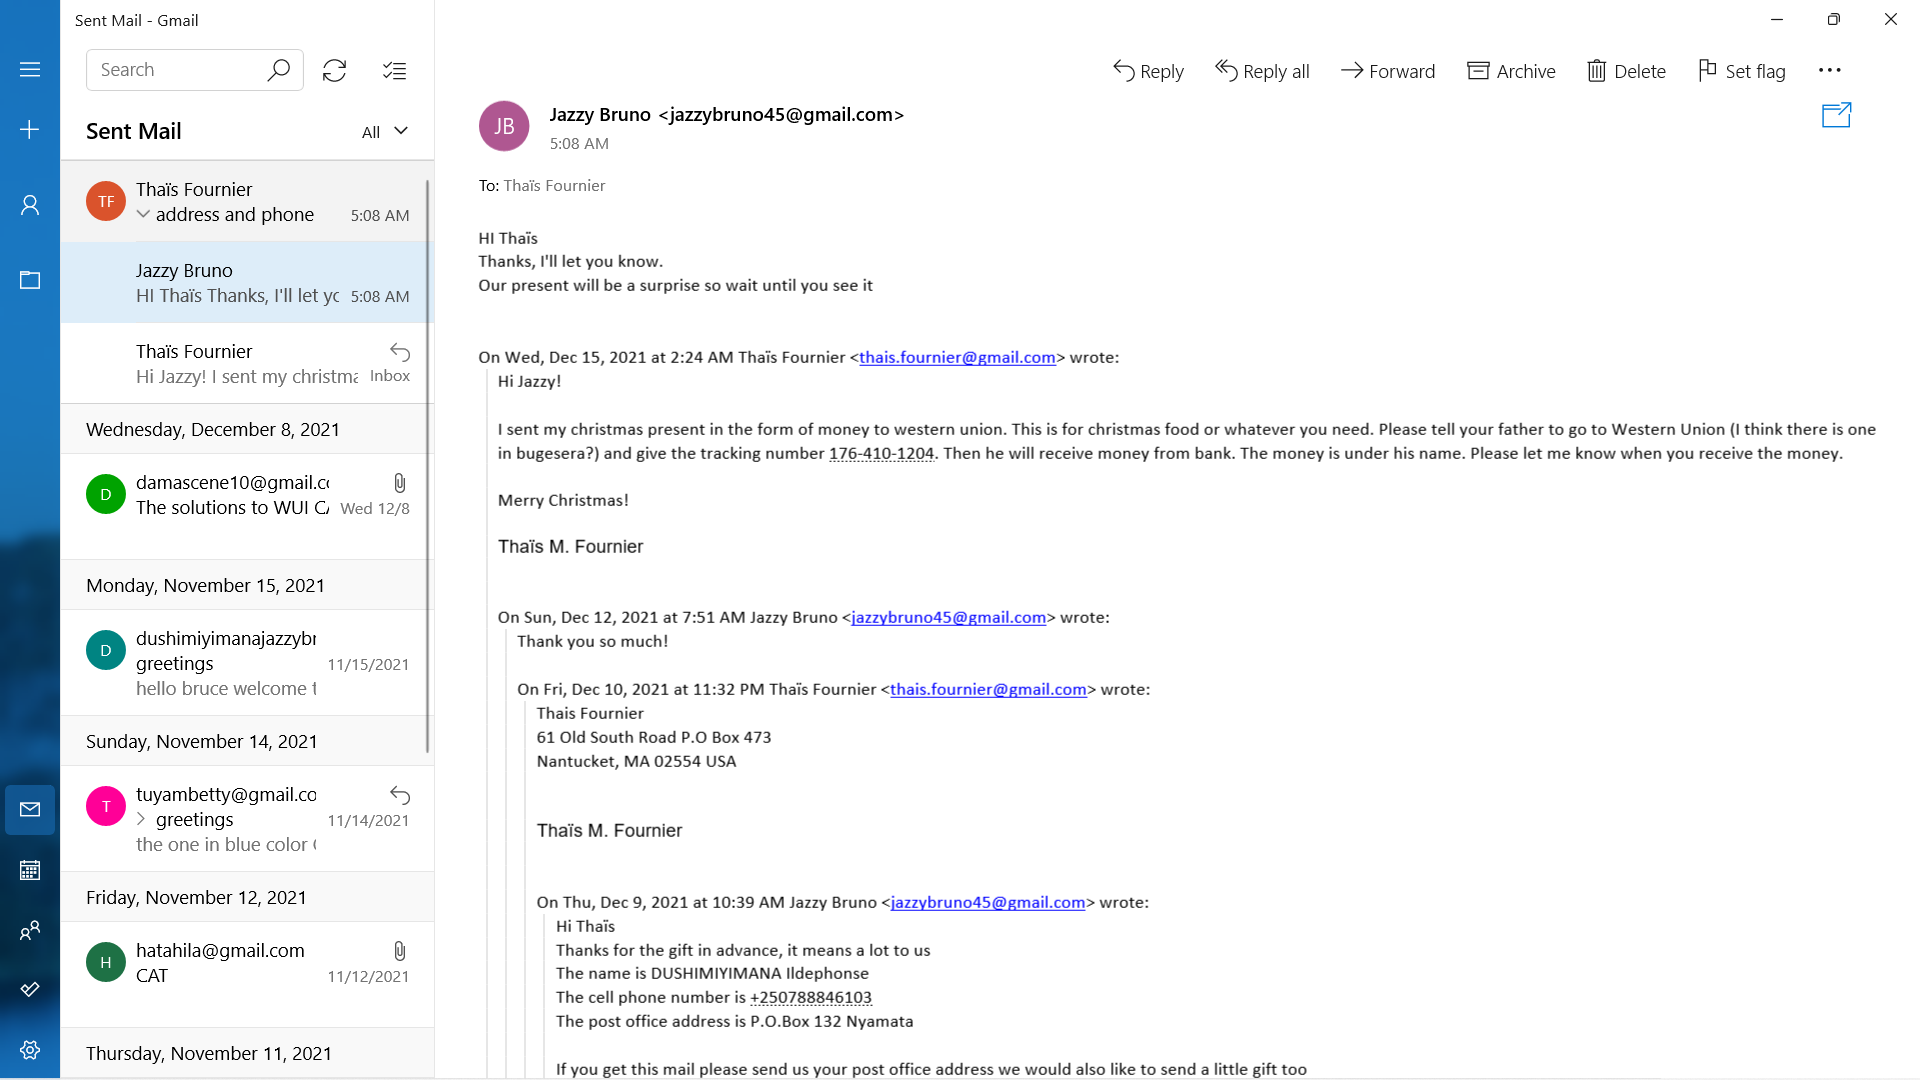 Sent Mail - Gmail
Search
Sent Mail
All
TF
Thaïs Fournier
address and phone
5:08 AM
Jazzy Bruno
HI Thaïs Thanks, I'll let yc
5:08 AM
Thaïs Fournier
Hi Jazzy! I sent my christma
Inbox
Wednesday, December 8, 2021
D
damascene10@gmail.cc
The solutions to WUI CA
Wed 12/8
Monday, November 15, 2021
D
dushimiyimanajazzybr
greetings
11/15/2021
hello bruce welcome t
Sunday, November 14, 2021
T
tuyambetty@gmail.co
greetings
11/14/2021
the one in blue color (
Friday, November 12, 2021
H
hatahila@gmail.com
CAT
11/12/2021
Thursday, November 11, 2021
Reply
Reply all
Forward
Archive
Delete
Set flag
JB
Jazzy Bruno <jazzybruno45@gmail.com>
5:08 AM
To: Thaïs Fournier
HI Thaïs
Thanks, I'll let you know.
Our present will be a surprise so wait until you see it
On Wed, Dec 15, 2021 at 2:24 AM Thaïs Fournier <thais.fournier@gmail.com> wrote:
Hi Jazzy!
I sent my christmas present in the form of money to western union. This is for christmas food or whatever you need. Please tell your father to go to Western Union (I think there is one
in bugesera?) and give the tracking number 176-410-1204. Then he will receive money from bank. The money is under his name. Please let me know when you receive the money.
Merry Christmas!
Thaïs M. Fournier
On Sun, Dec 12, 2021 at 7:51 AM Jazzy Bruno <jazzybruno45@gmail.com> wrote:
Thank you so much!
On Fri, Dec 10, 2021 at 11:32 PM Thaïs Fournier <thais.fournier@gmail.com> wrote:
Thais Fournier
61 Old South Road P.O Box 473
Nantucket, MA 02554 USA
Thaïs M. Fournier
On Thu, Dec 9, 2021 at 10:39 AM Jazzy Bruno <jazzybruno45@gmail.com> wrote:
Hi Thaïs
Thanks for the gift in advance, it means a lot to us
The name is DUSHIMIYIMANA Ildephonse
The cell phone number is +250788846103
The post office address is P.O.Box 132 Nyamata
If you get this mail please send us your post office address we would also like to send a little gift too